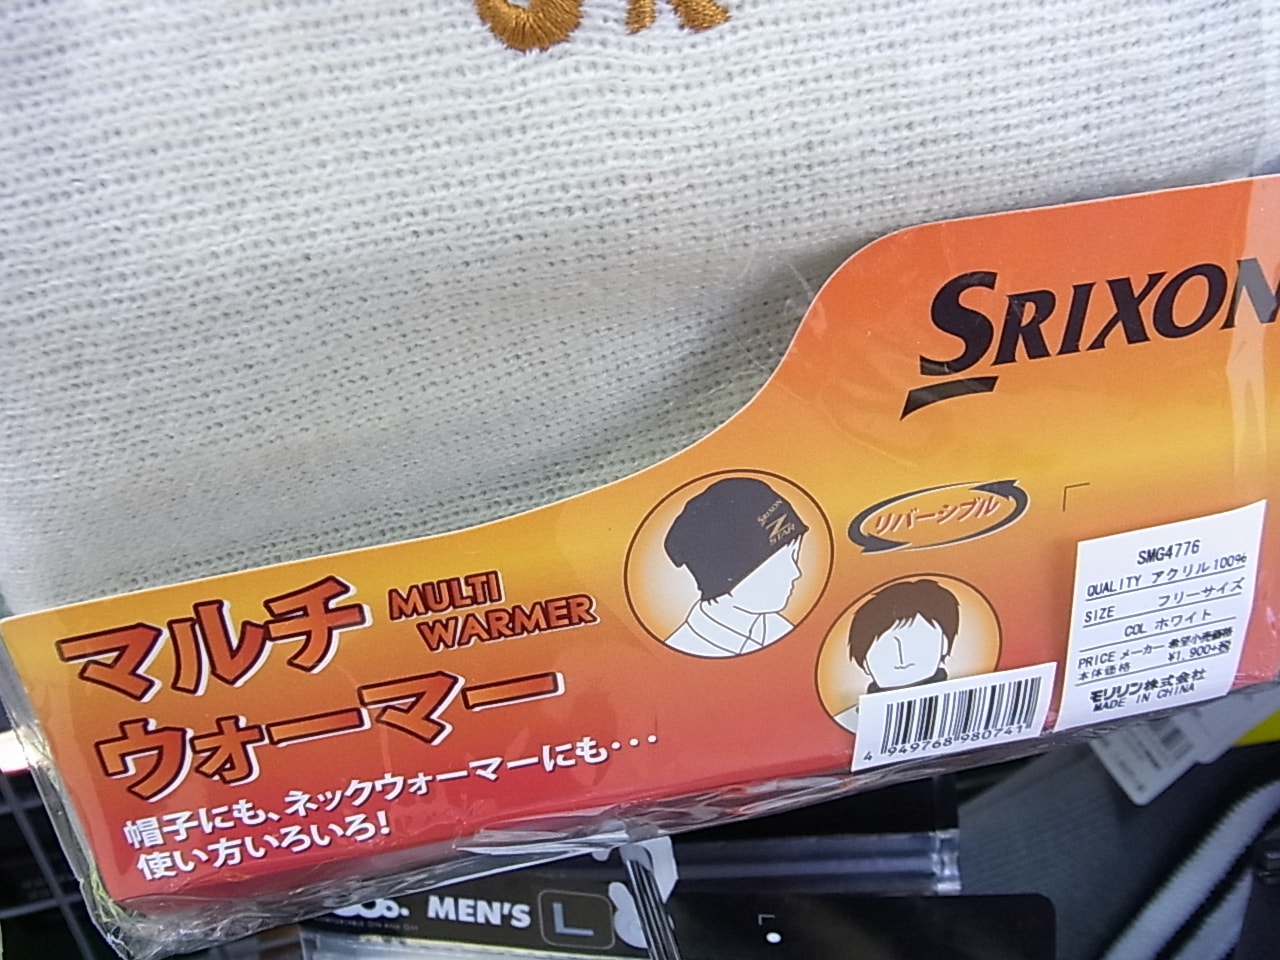 SRIXON
リバーシブル
SRIXON
Z
STAR
マルチ
ウォーマー
MULTI
WARMER
帽子にも、ネックウォーマーにも・・・
使い方いろいろ!
SMG4776
QUALITY アクリル100%
SIZE フリーサイズ
COL ホワイト
PRICE メーカー希望小売価格
本体価格 ¥1,900+税
モリリン株式会社
MADE IN CHINA
4 949768 980741
MEN'S L